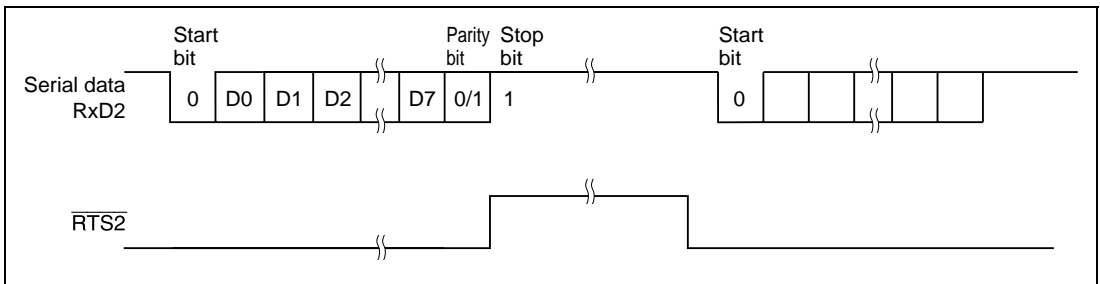 Start bit
Parity bit
Stop bit
Start bit
Serial data RxD2
0 D0 D1 D2 D7 0/1 1 0
RTS2